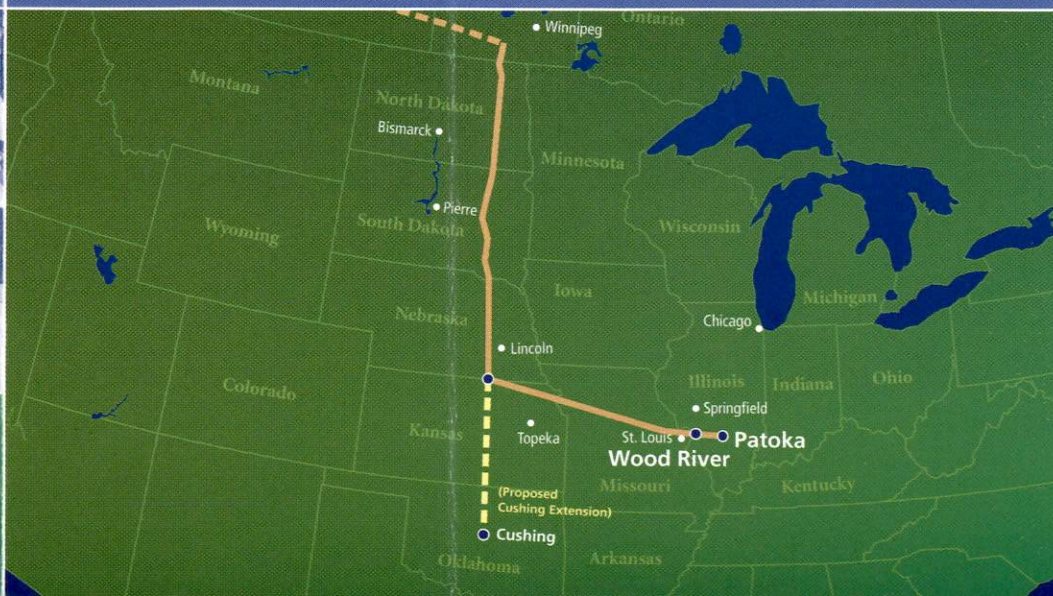 Ontario
Winnipeg
Montana
North Dakota
Bismarck
Minnesota
Pierre
South Dakota
Wisconsin
Wyoming
Iowa
Michigan
Nebraska
Chicago
Lincoln
Colorado
Illinois
Indiana
Ohio
Springfield
Kansas
Topeka
St. Louis
Patoka
Wood River
Missouri
Kentucky
(Proposed
Cushing Extension)
Cushing
Oklahoma
Arkansas